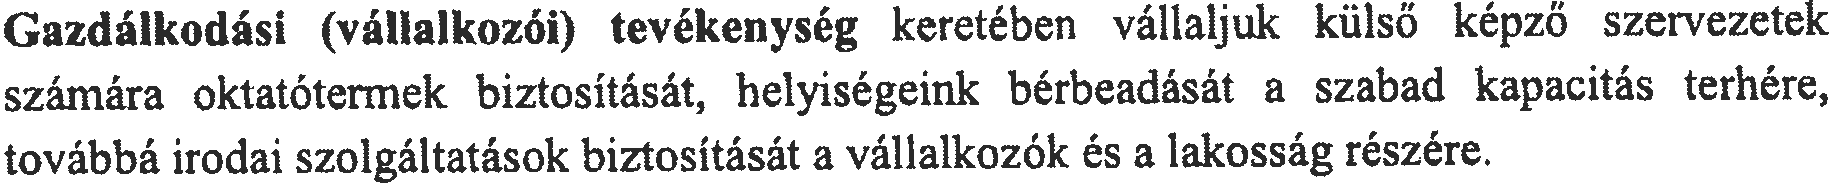 Gazdálkodási (vállalkozói) tevékenység keretében vállaljuk külső képző szervezetek
számára oktatótermek biztosítását, helyiségeink bérbeadását a szabad kapacitás terhére,
továbbá irodai szolgáltatások biztosítását a vállalkozók és a lakosság részére.